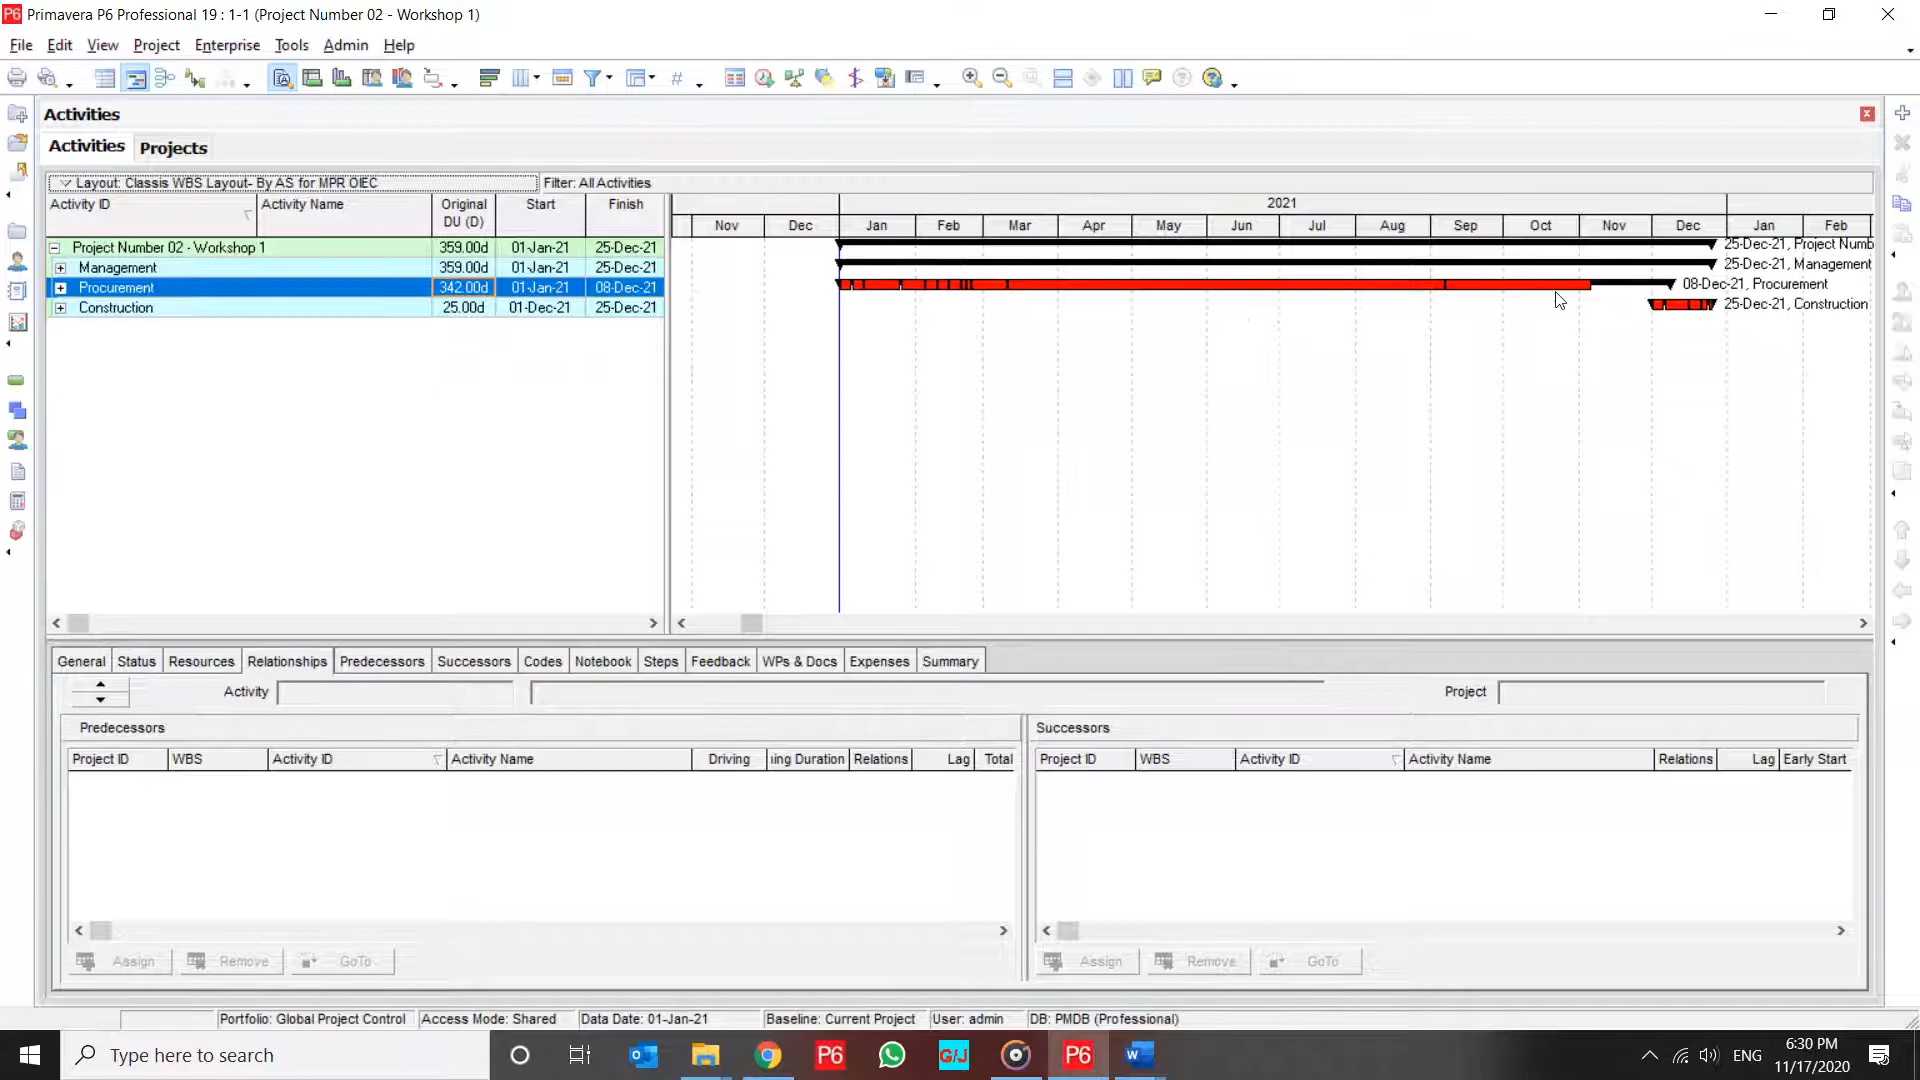 Primavera P6 Professional 19 : 1-1 (Project Number 02 - Workshop 1)
File Edit View Project Enterprise Tools Admin Help
Activities
Activities Projects
Layout: Classis WBS Layout- By AS for MPR OIEC Filter: All Activities
Activity ID Activity Name Original DU (D) Start Finish
2021
Nov Dec Jan Feb Mar Apr May Jun Jul Aug Sep Oct Nov Dec Jan Feb
Project Number 02 - Workshop 1 359.00d 01-Jan-21 25-Dec-21 25-Dec-21, Project Numb
Management 359.00d 01-Jan-21 25-Dec-21 25-Dec-21, Management
Procurement 342.00d 01-Jan-21 08-Dec-21 08-Dec-21, Procurement
Construction 25.00d 01-Dec-21 25-Dec-21 25-Dec-21, Construction
General Status Resources Relationships Predecessors Successors Codes Notebook Steps Feedback WPs & Docs Expenses Summary
Activity Project
Predecessors Successors
Project ID WBS Activity ID Activity Name Driving ing Duration Relations Lag Total Project ID WBS Activity ID Activity Name Relations Lag Early Start
Assign Remove GoTo Assign Remove GoTo
Portfolio: Global Project Control Access Mode: Shared Data Date: 01-Jan-21 Baseline: Current Project User: admin DB: PMDB (Professional)
Type here to search P6 G/J P6 ENG 6:30 PM
11/17/2020